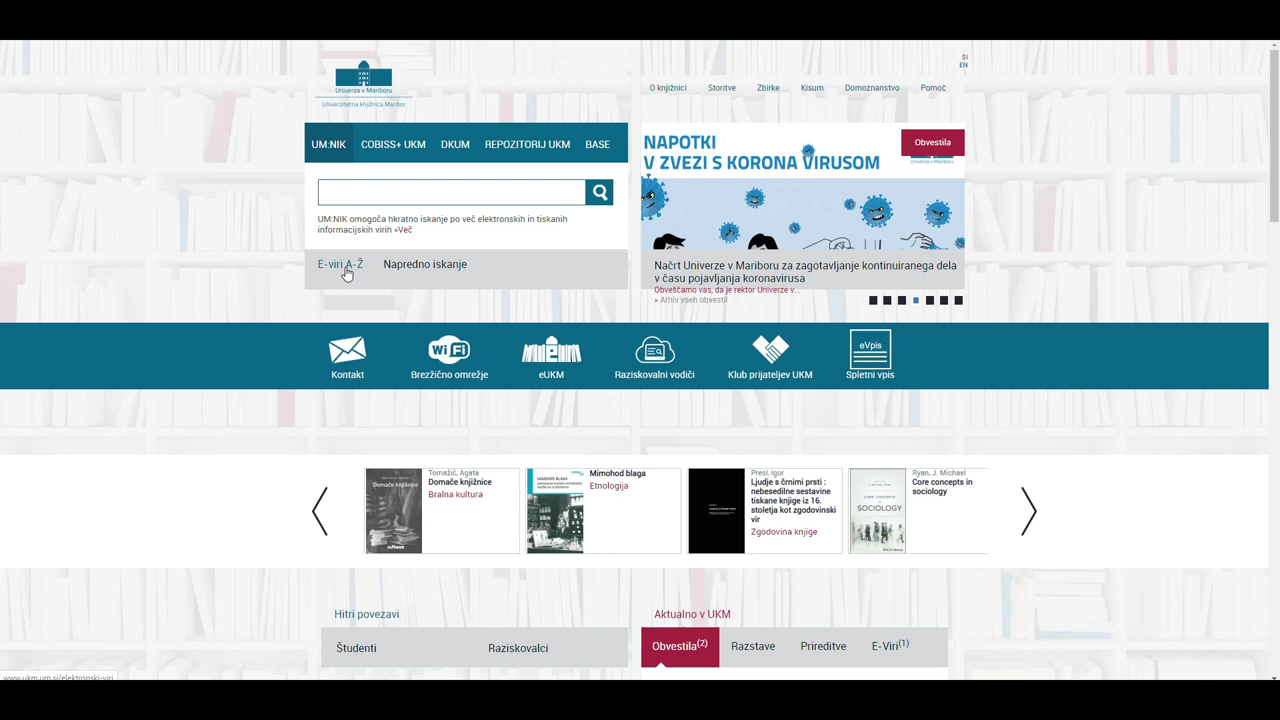 SI
EN
Univerza v Mariboru
Univerzitetna knjižnica Maribor
O knjižnici Storitve Zbirke Kisum Domoznanstvo Pomoč
UM:NIK COBISS+ UKM DKUM REPOZITORIJ UKM BASE
UM:NIK omogoča hkratno iskanje po več elektronskih in tiskanih
informacijskih virih »Več
E-viri A-Ž Napredno iskanje
NAPOTKI
V ZVEZI S KORONA VIRUSOM
Obvestila
Univerza v Mariboru
Načrt Univerze v Mariboru za zagotavljanje kontinuiranega dela
v času pojavljanja koronavirusa
Obveščamo vas, da je rektor Univerze v...
» Arhiv vseh obvestil
WiFi
eVpis
Kontakt Brezžično omrežje eUKM Raziskovalni vodiči Klub prijateljev UKM Spletni vpis
Tomažič, Agata
Domače knjižnice
Bralna kultura
Mimohod blaga
Etnologija
Presl, Igor
Ljudje s črnimi prsti :
nebesedilne sestavine
tiskane knjige iz 16.
stoletja kot zgodovinski
vir
Zgodovina knjige
Ryan, J. Michael
Core concepts in
sociology
Domače knjižnice
MIMOHOD BLAGA
CORE CONCEPTS
SOCIOLOGY
Hitri povezavi
Študenti Raziskovalci
Aktualno v UKM
Obvestila(2) Razstave Prireditve E-Viri(1)
www.ukm.um.si/elektronski-viri